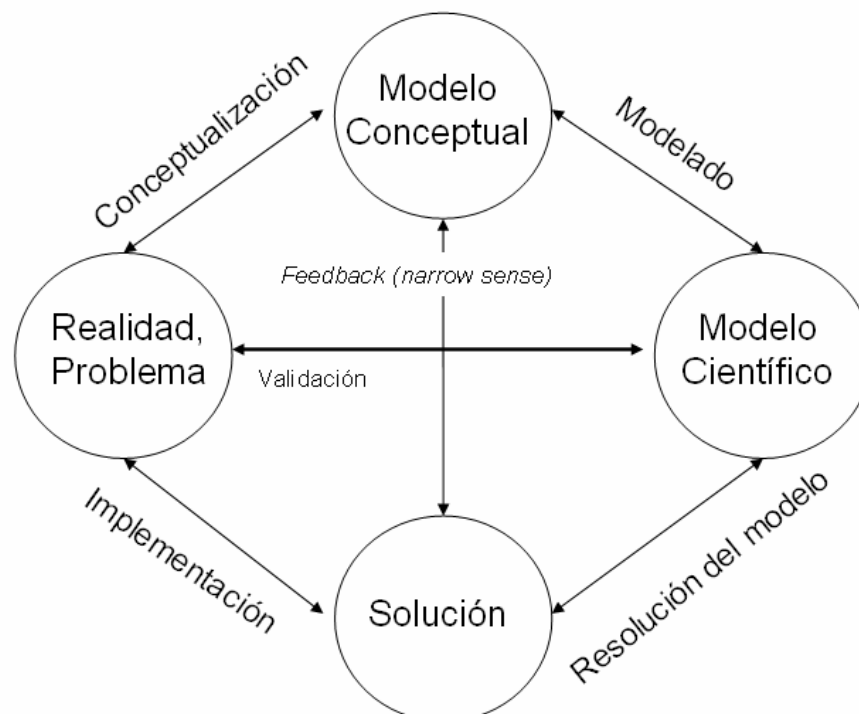 Modelo
Conceptual
Conceptualización
Modelado
Feedback (narrow sense)
Realidad,
Problema
Validación
Modelo
Científico
Implementación
Solución
Resolución del modelo